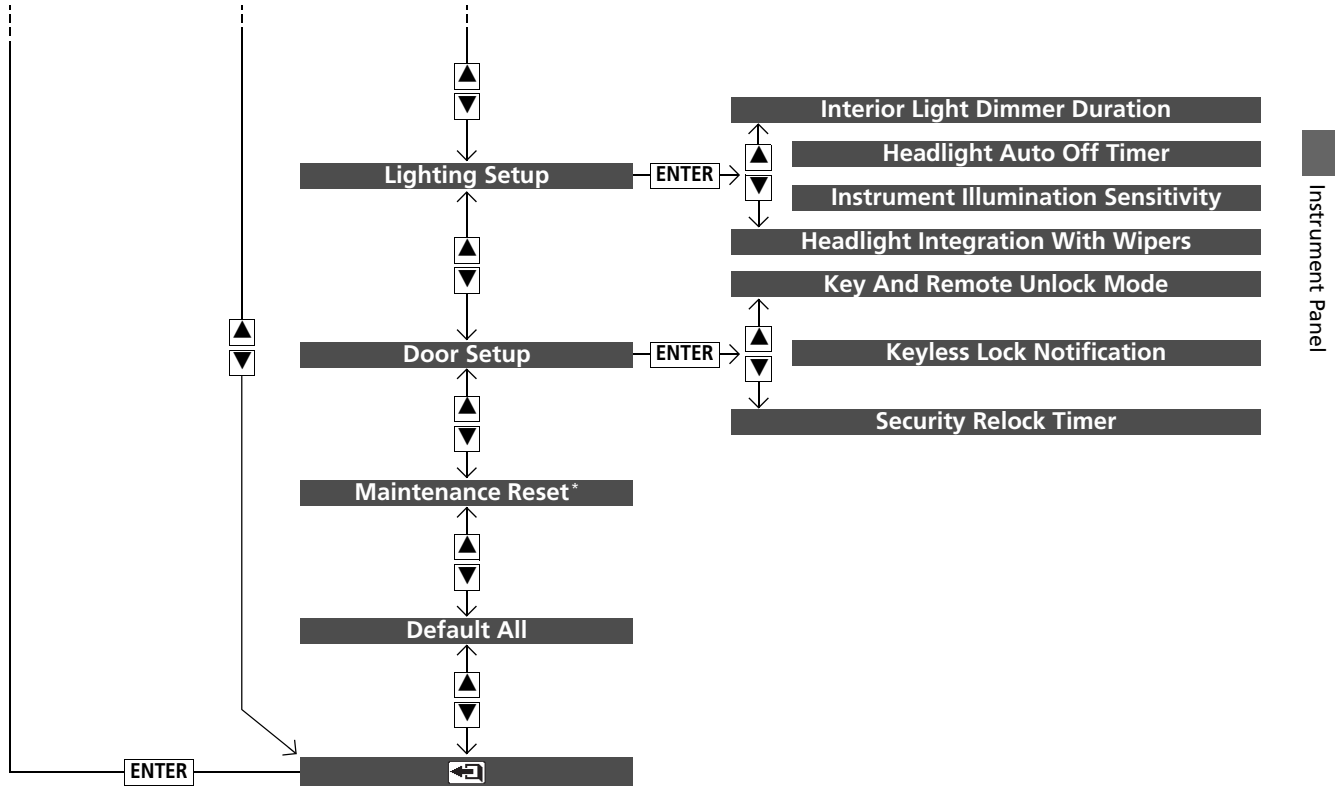 Interior Light Dimmer Duration
Headlight Auto Off Timer
Lighting Setup
ENTER
Instrument Illumination Sensitivity
Headlight Integration With Wipers
Key And Remote Unlock Mode
Door Setup
ENTER
Keyless Lock Notification
Security Relock Timer
Maintenance Reset*
Default All
ENTER
Instrument Panel